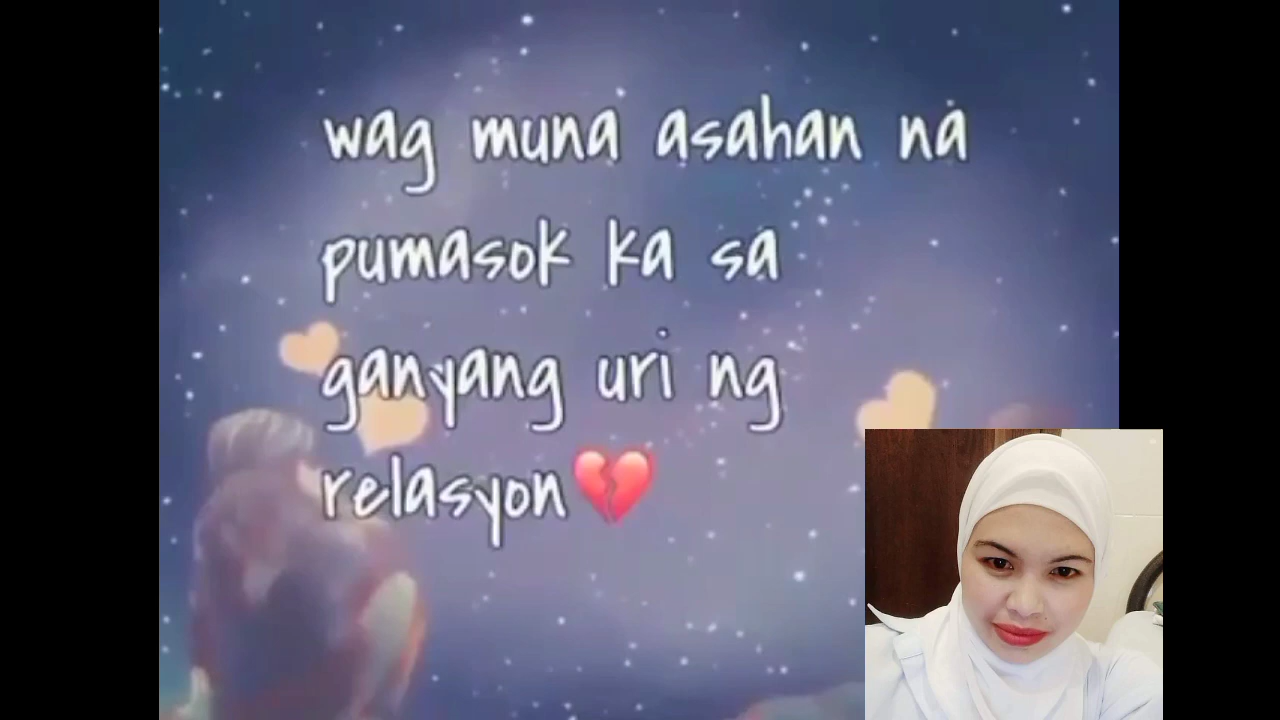 wag muna asahan na
pumasok ka sa
ganyang uri ng
relasyon💔